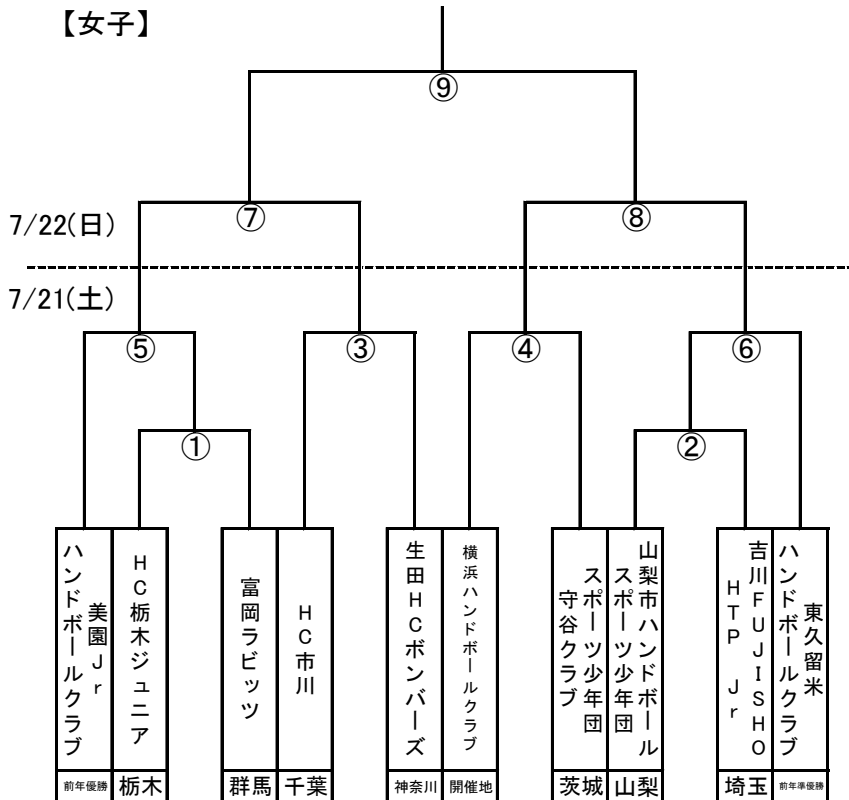 【女子】
⑨
⑦
⑧
7/22(日)
7/21(土)
⑤
③
④
⑥
①
②
美園Jr
ハンドボールクラブ
HC栃木ジュニア
富岡ラビッツ
HC市川
生田HCボンバーズ
横浜ハンドボールクラブ
スポーツ少年団
守谷クラブ
山梨市ハンドボール
スポーツ少年団
吉川FUJISHO
HTP Jr
東久留米
ハンドボールクラブ
前年優勝
栃木
群馬
千葉
神奈川
開催地
茨城
山梨
埼玉
前年準優勝